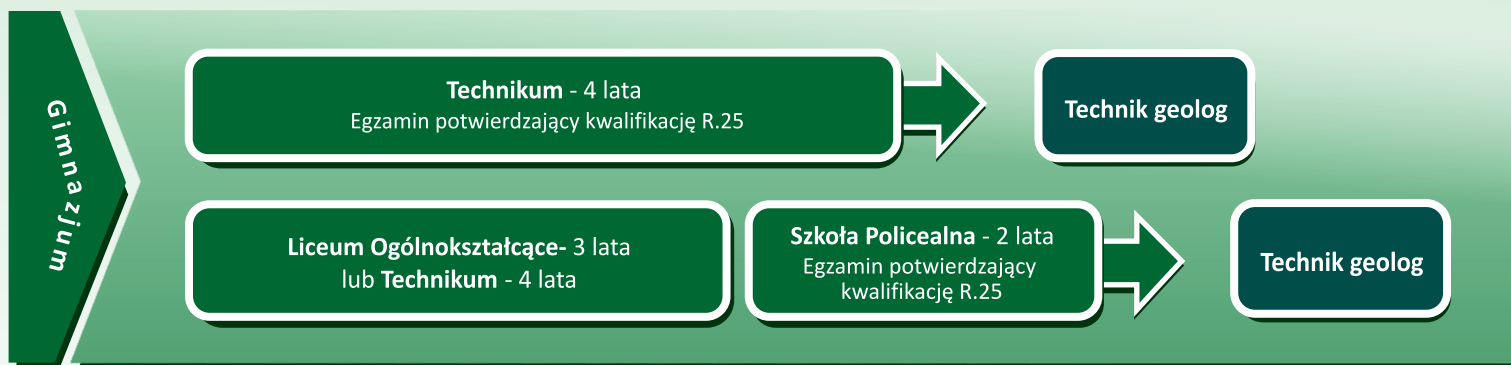 Gimnazjum
Technikum - 4 lata
Egzamin potwierdzający kwalifikację R.25
Technik geolog
Liceum Ogólnokształcące- 3 lata
lub Technikum - 4 lata
Szkoła Policealna - 2 lata
Egzamin potwierdzający
kwalifikację R.25
Technik geolog